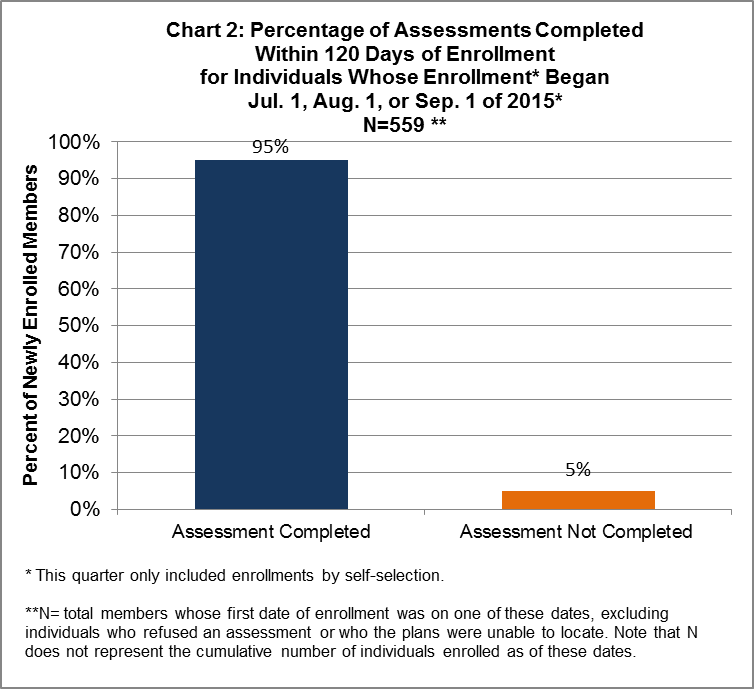 Chart 2: Percentage of Assessments Completed
Within 120 Days of Enrollment
for Individuals Whose Enrollment* Began
Jul. 1, Aug. 1, or Sep. 1 of 2015*
N=559 **
Percent of Newly Enrolled Members
100%
90%
80%
70%
60%
50%
40%
30%
20%
10%
0%
95%
5%
Assessment Completed
Assessment Not Completed
* This quarter only included enrollments by self-selection.
**N= total members whose first date of enrollment was on one of these dates, excluding
individuals who refused an assessment or who the plans were unable to locate. Note that N
does not represent the cumulative number of individuals enrolled as of these dates.